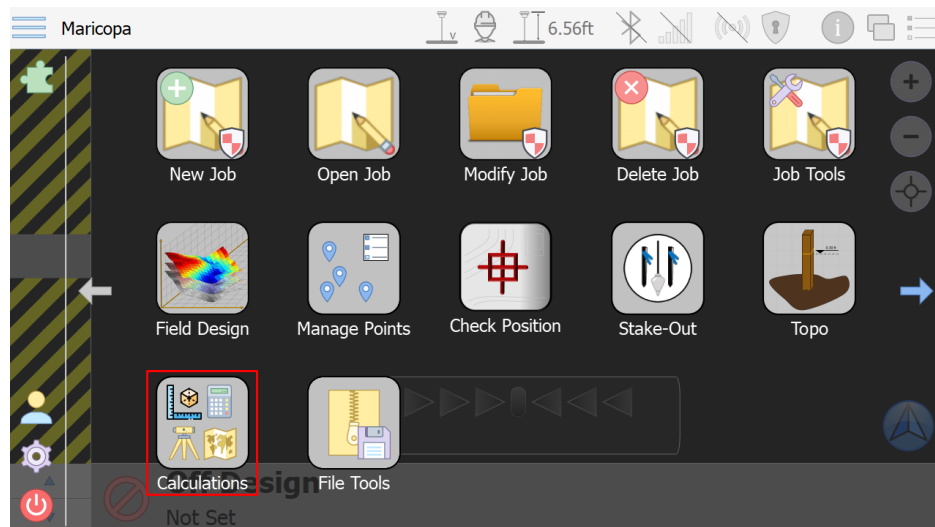 Maricopa
v
6.56ft
New Job
Open Job
Modify Job
Delete Job
Job Tools
Field Design
Manage Points
Check Position
Stake-Out
Topo
Calculations
File Tools
Off Design
Not Set